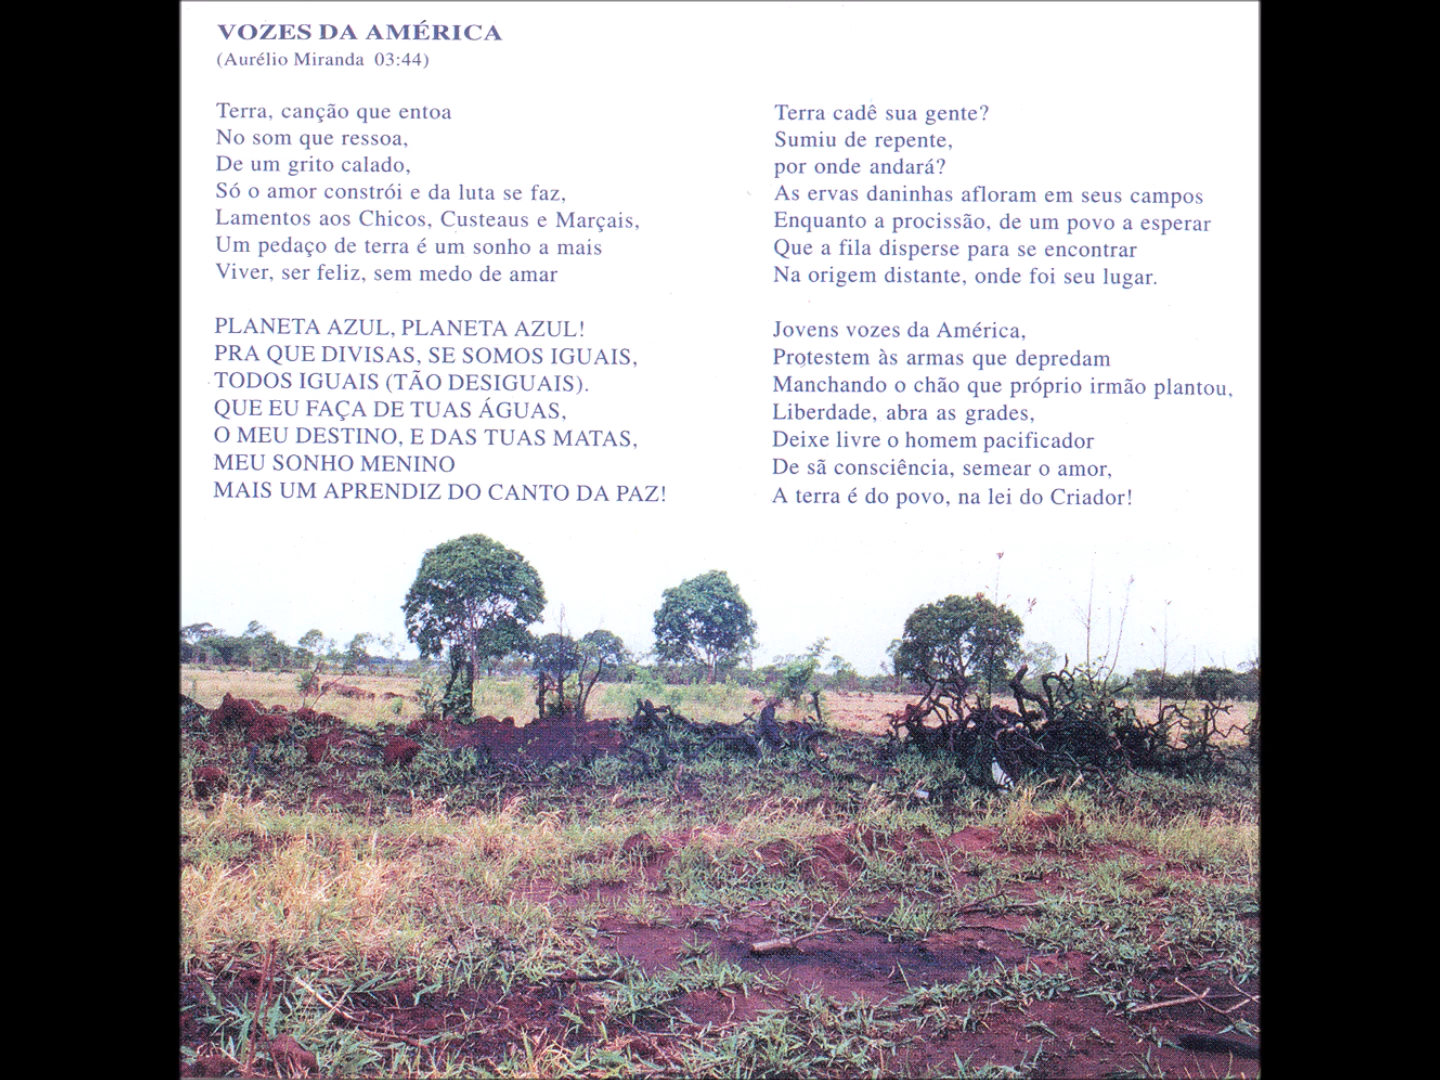 VOZES DA AMÉRICA
(Aurélio Miranda 03:44)
Terra, canção que entoa
No som que ressoa,
De um grito calado,
Só o amor constrói e da luta se faz,
Lamentos aos Chicos, Custeaus e Marçais,
Um pedaço de terra é um sonho a mais
Viver, ser feliz, sem medo de amar
PLANETA AZUL, PLANETA AZUL!
PRA QUE DIVISAS, SE SOMOS IGUAIS,
TODOS IGUAIS (TÃO DESIGUAIS).
QUE EU FAÇA DE TUAS ÁGUAS,
O MEU DESTINO, E DAS TUAS MATAS,
MEU SONHO MENINO
MAIS UM APRENDIZ DO CANTO DA PAZ!
Terra cadê sua gente?
Sumiu de repente,
por onde andará?
As ervas daninhas afloram em seus campos
Enquanto a procissão, de um povo a esperar
Que a fila disperse para se encontrar
Na origem distante, onde foi seu lugar.
Jovens vozes da América,
Protestem às armas que depredam
Manchando o chão que próprio irmão plantou,
Liberdade, abra as grades,
Deixe livre o homem pacificador
De sã consciência, semear o amor,
A terra é do povo, na lei do Criador!